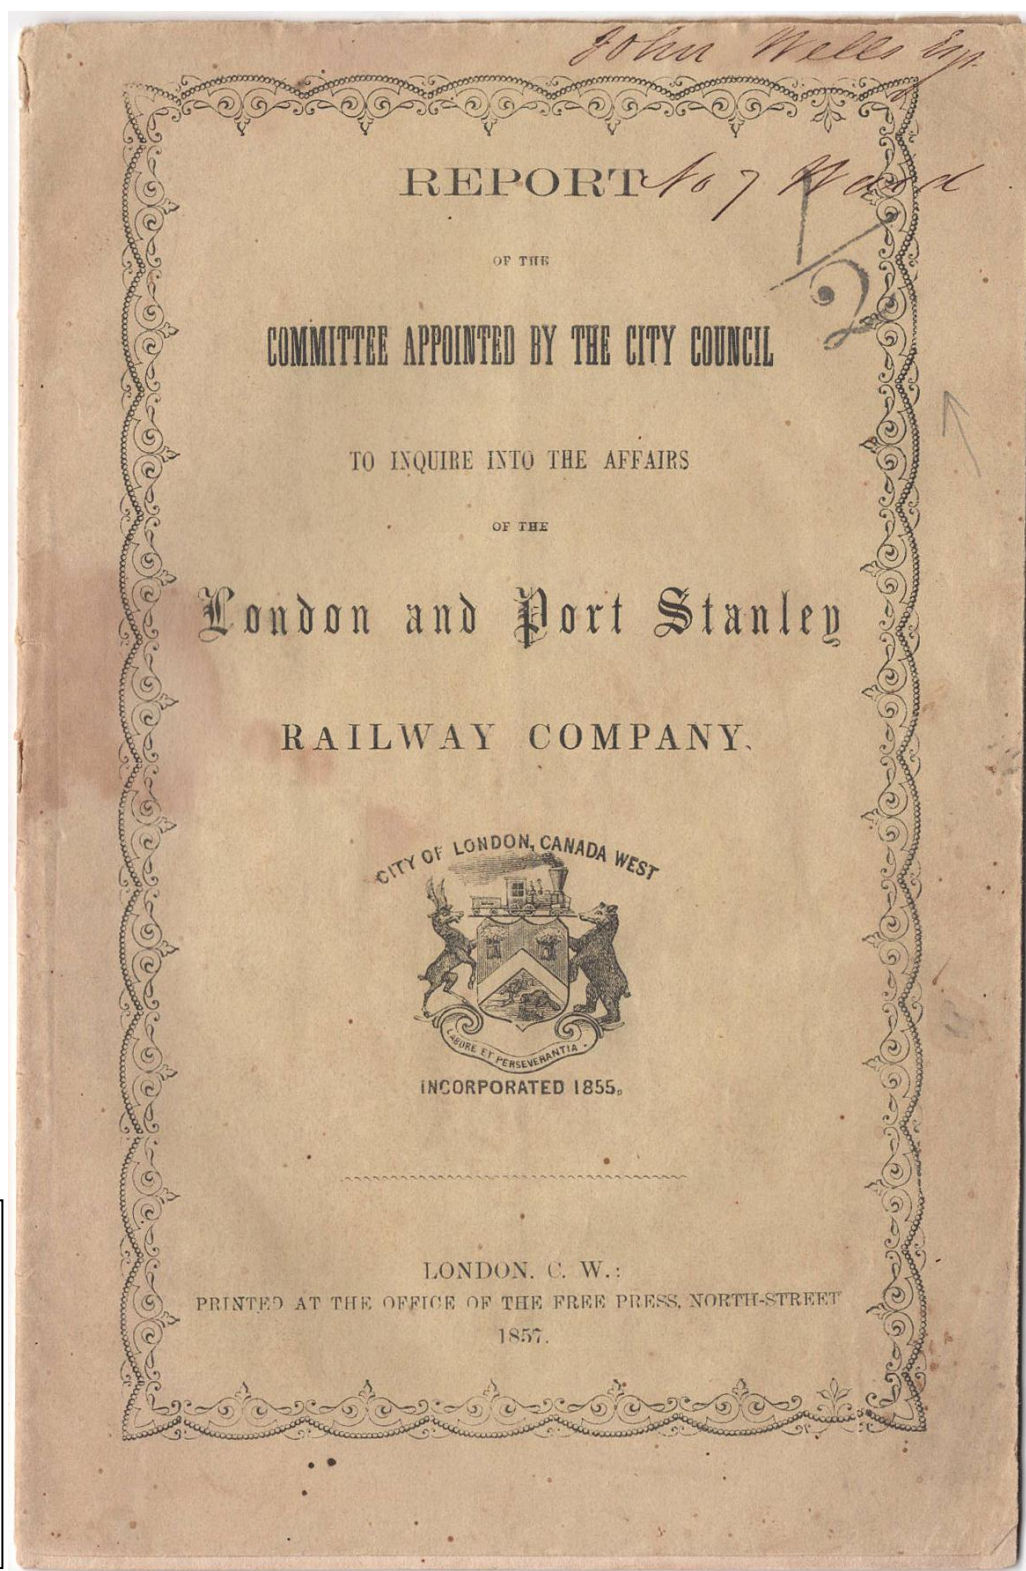 John Wells Esq.
REPORT
No 7 Ward
1/2
OF THE
COMMITTEE APPOINTED BY THE CITY COUNCIL
TO INQUIRE INTO THE AFFAIRS
OF THE
London and Port Stanley
RAILWAY COMPANY.
CITY OF LONDON, CANADA WEST
LABORE ET PERSEVERANTIA
INCORPORATED 1855.
LONDON. C. W.:
PRINTED AT THE OFFICE OF THE FREE PRESS, NORTH-STREET
1857.